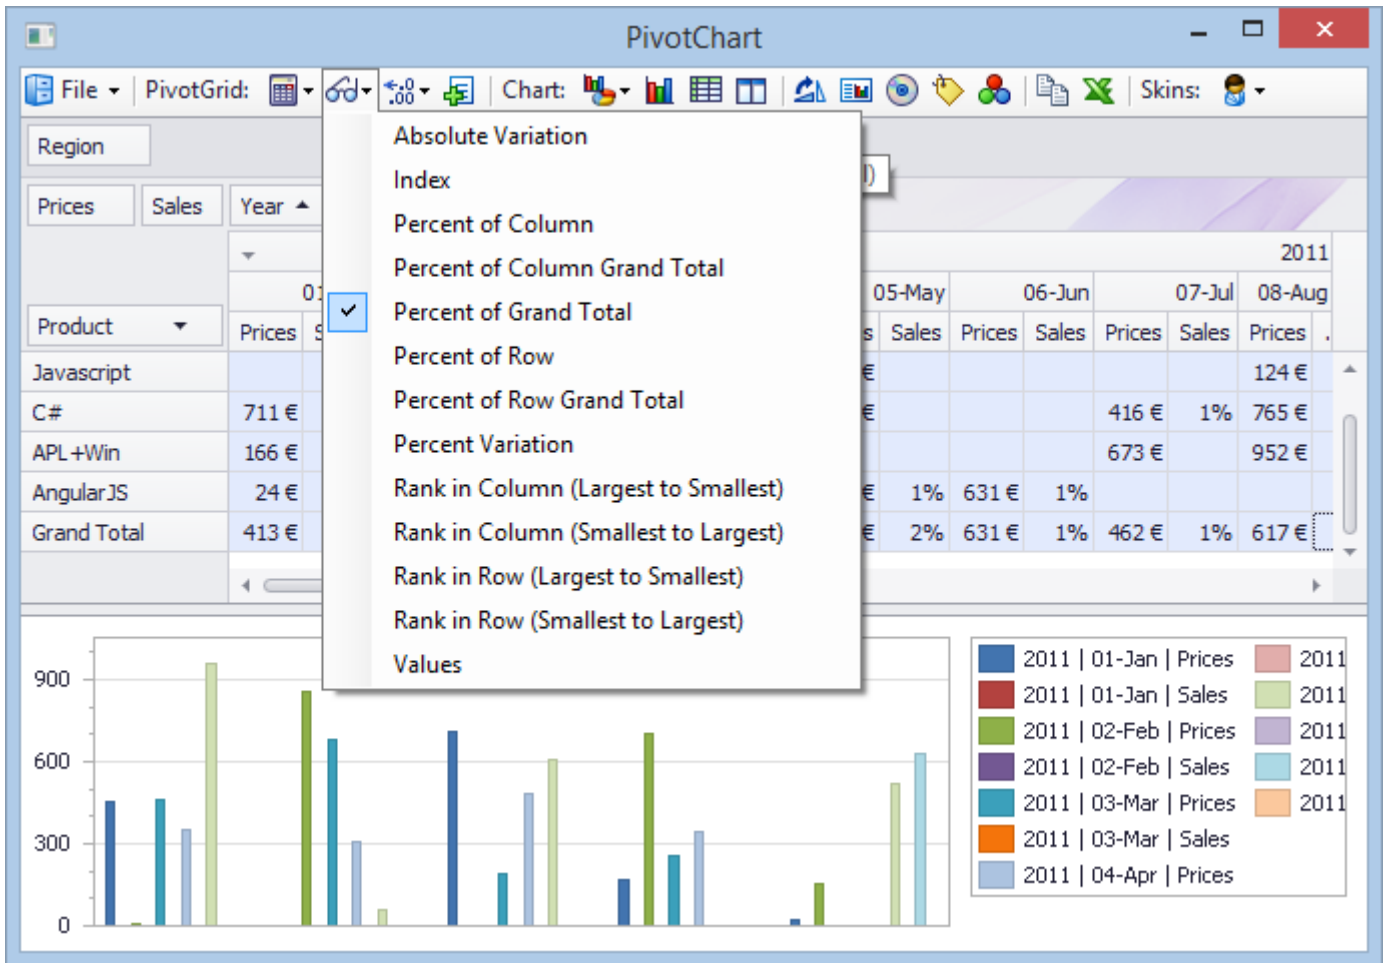 PivotChart
File PivotGrid: Chart: Skins:
Absolute Variation
Index
Percent of Column
Percent of Column Grand Total
Percent of Grand Total
Percent of Row
Percent of Row Grand Total
Percent Variation
Rank in Column (Largest to Smallest)
Rank in Column (Smallest to Largest)
Rank in Row (Largest to Smallest)
Rank in Row (Smallest to Largest)
Values
Region
Prices Sales Year
2011
05-May 06-Jun 07-Jul 08-Aug
Product Prices Sales Prices Sales Prices Sales Prices
Javascript € 124 €
C# 711 € € 416 € 1% 765 €
APL+Win 166 € 673 € 952 €
AngularJS 24 € € 1% 631 € 1%
Grand Total 413 € € 2% 631 € 1% 462 € 1% 617 €
900
600
300
0
2011 | 01-Jan | Prices 2011
2011 | 01-Jan | Sales 2011
2011 | 02-Feb | Prices 2011
2011 | 02-Feb | Sales 2011
2011 | 03-Mar | Prices 2011
2011 | 03-Mar | Sales
2011 | 04-Apr | Prices